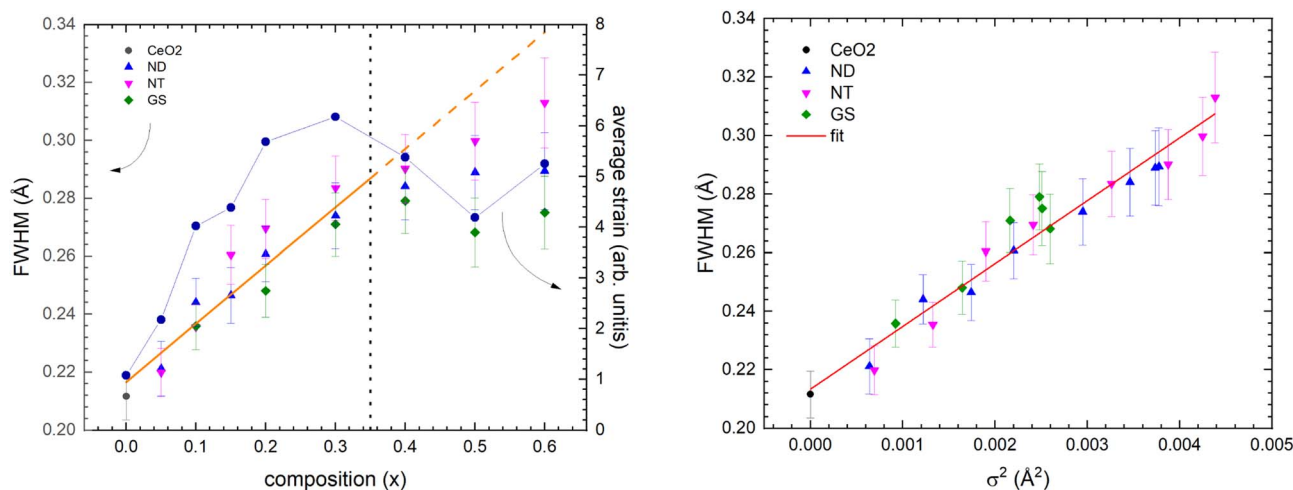 0.34
0.32
0.30
0.28
0.26
0.24
0.22
0.20
FWHM (Å)
CeO2
ND
NT
GS
8
7
6
5
4
3
2
1
0
average strain (arb. units)
0.0 0.1 0.2 0.3 0.4 0.5 0.6
composition (x)
0.34
0.32
0.30
0.28
0.26
0.24
0.22
0.20
FWHM (Å)
CeO2
ND
NT
GS
fit
0.000 0.001 0.002 0.003 0.004 0.005
σ² (Å²)